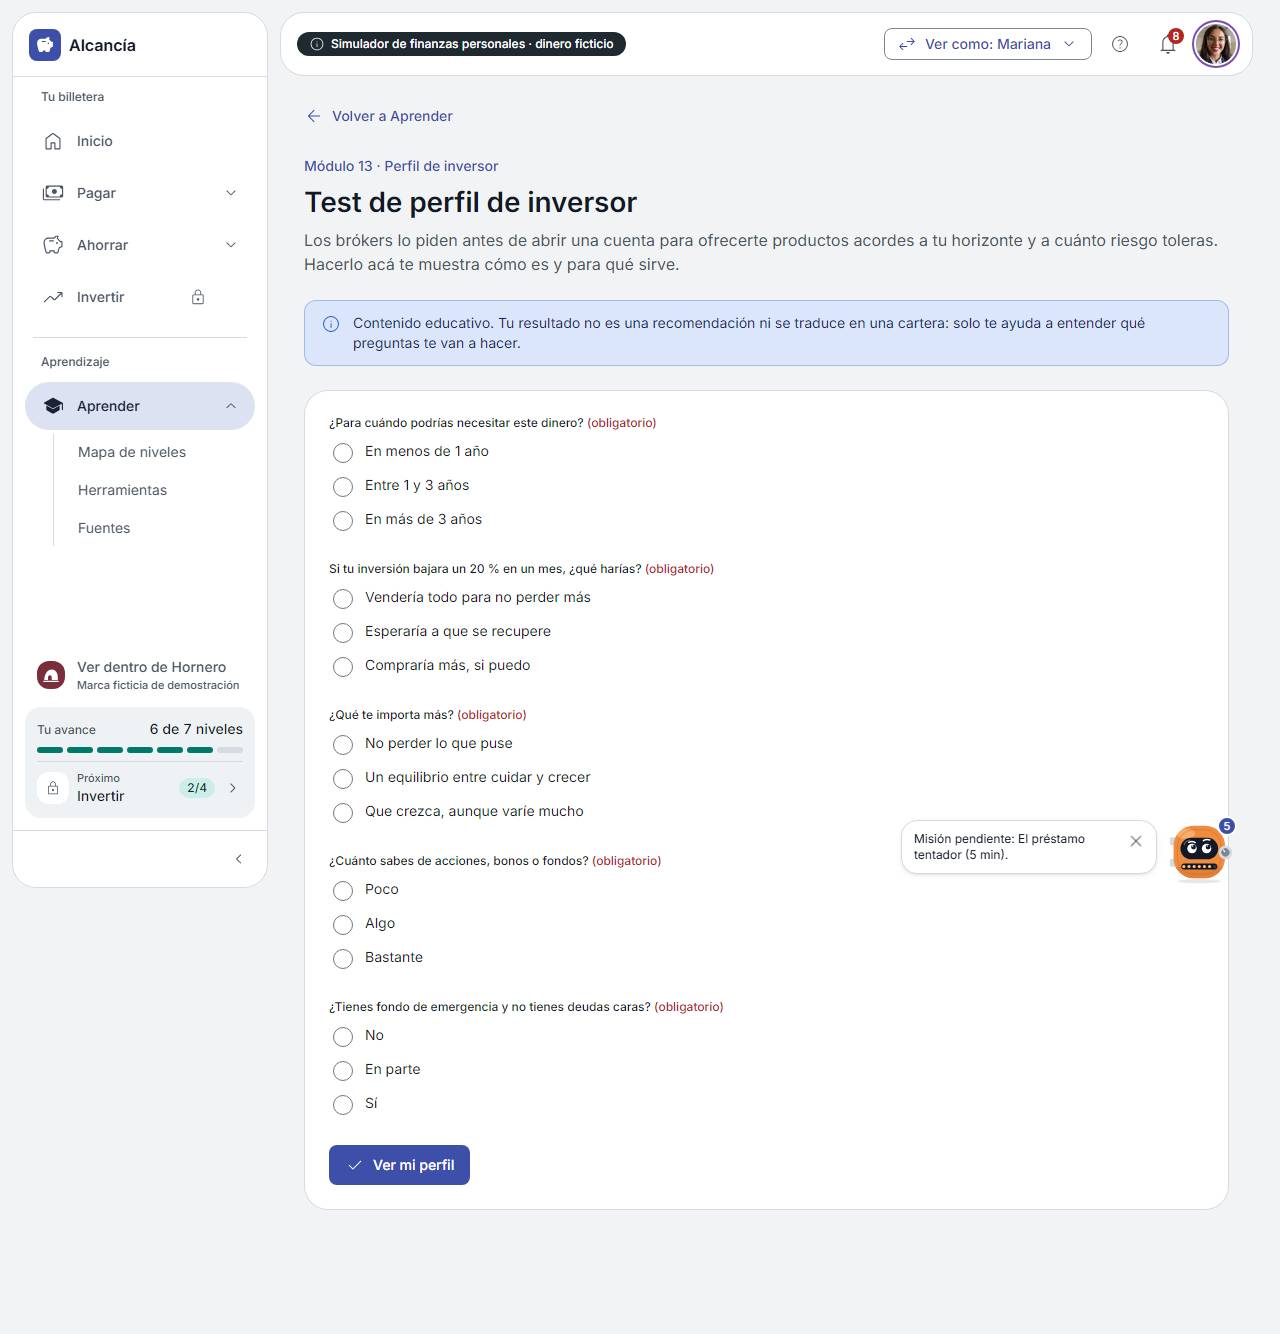 Alcancía
Simulador de finanzas personales · dinero ficticio
Ver como: Mariana
8
Tu billetera
Inicio
Pagar
Ahorrar
Invertir
Aprendizaje
Aprender
Mapa de niveles
Herramientas
Fuentes
Ver dentro de Hornero
Marca ficticia de demostración
Tu avance
6 de 7 niveles
Próximo
Invertir
2/4
Volver a Aprender
Módulo 13 · Perfil de inversor
Test de perfil de inversor
Los brókers lo piden antes de abrir una cuenta para ofrecerte productos acordes a tu horizonte y a cuánto riesgo toleras.
Hacerlo acá te muestra cómo es y para qué sirve.
Contenido educativo. Tu resultado no es una recomendación ni se traduce en una cartera: solo te ayuda a entender qué
preguntas te van a hacer.
¿Para cuándo podrías necesitar este dinero? (obligatorio)
En menos de 1 año
Entre 1 y 3 años
En más de 3 años
Si tu inversión bajara un 20 % en un mes, ¿qué harías? (obligatorio)
Vendería todo para no perder más
Esperaría a que se recupere
Compraría más, si puedo
¿Qué te importa más? (obligatorio)
No perder lo que puse
Un equilibrio entre cuidar y crecer
Que crezca, aunque varíe mucho
¿Cuánto sabes de acciones, bonos o fondos? (obligatorio)
Poco
Algo
Bastante
¿Tienes fondo de emergencia y no tienes deudas caras? (obligatorio)
No
En parte
Sí
Ver mi perfil
Misión pendiente: El préstamo
tentador (5 min).
5